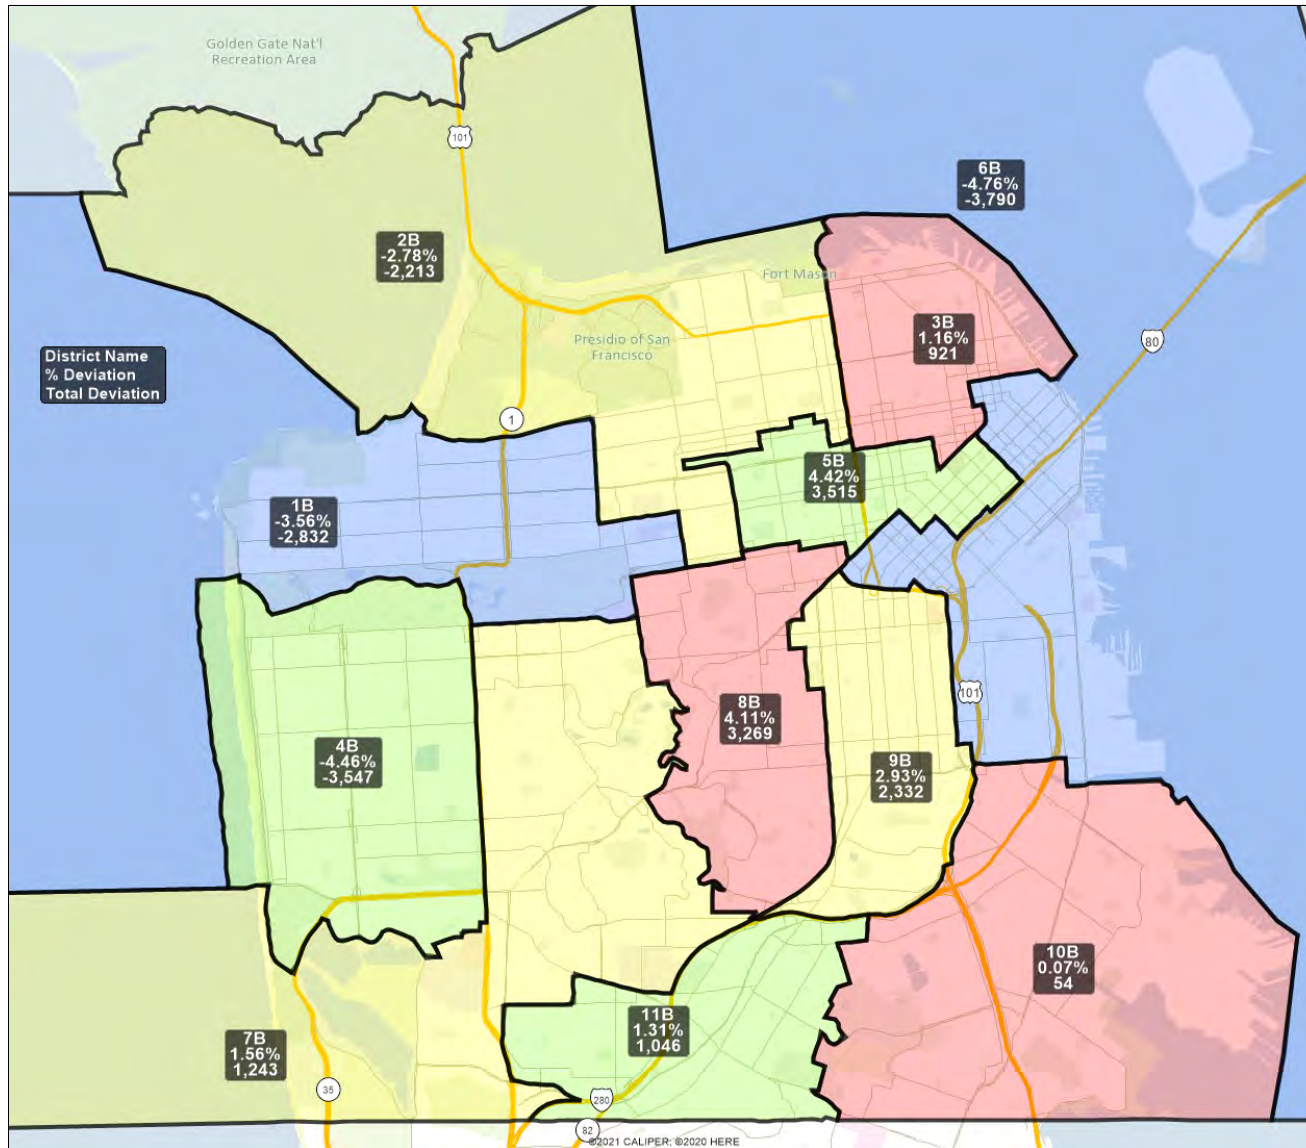 Golden Gate Nat'l
Recreation Area
101
6B
-4.76%
-3,790
2B
-2.78%
-2,213
Fort Mason
3B
1.16%
921
80
Presidio of San
Francisco
District Name
% Deviation
Total Deviation
1
5B
4.42%
3,515
1B
-3.56%
-2,832
101
8B
4.11%
3,269
4B
-4.46%
-3,547
9B
2.93%
2,332
10B
0.07%
54
11B
1.31%
1,046
7B
1.56%
1,243
35
280
82
©2021 CALIPER; ©2020 HERE